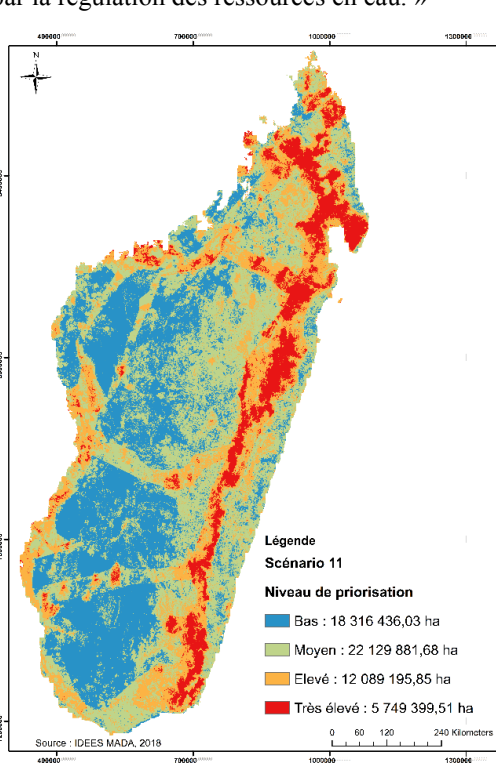 par la régulation des ressources en eau. »
400000 700000 1000000 1300000
N
Légende
Scénario 11
Niveau de priorisation
Bas : 18 316 436,03 ha
Moyen : 22 129 881,68 ha
Elevé : 12 089 195,85 ha
Très élevé : 5 749 399,51 ha
0 60 120 240 Kilometers
Source : IDEES MADA, 2018
400000 700000 1000000 1300000